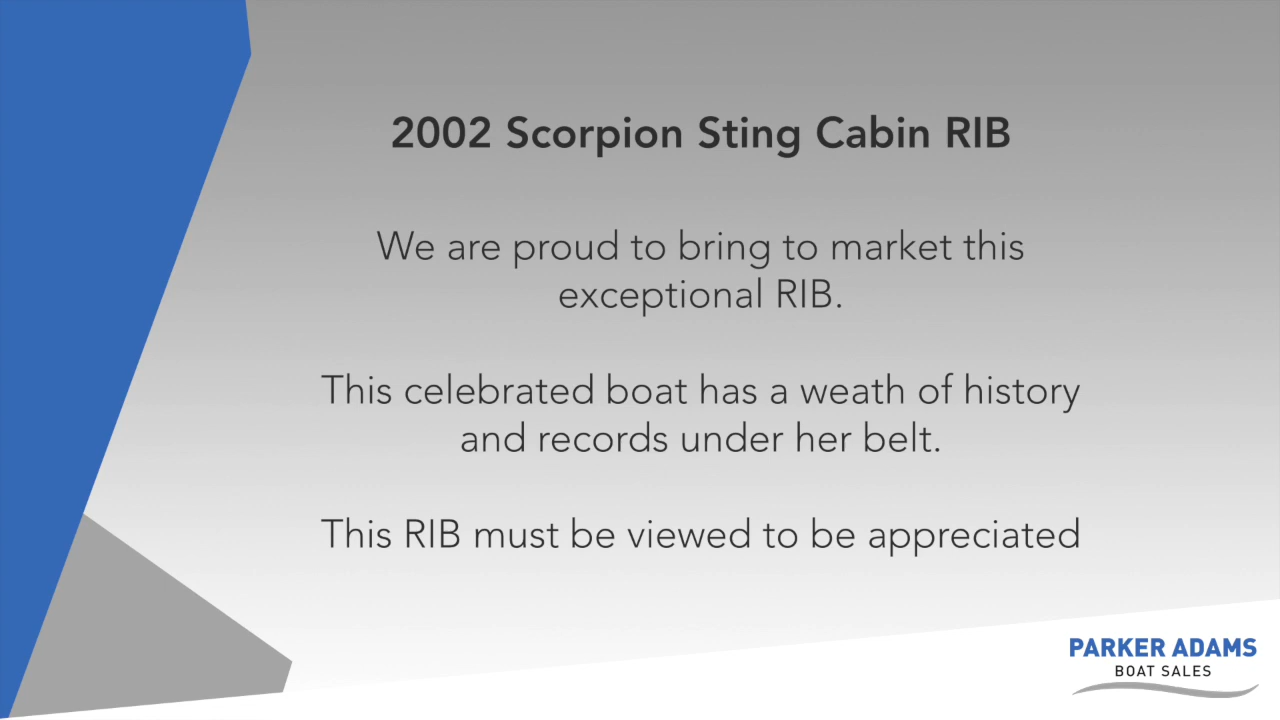 2002 Scorpion Sting Cabin RIB
We are proud to bring to market this
exceptional RIB.
This celebrated boat has a weath of history
and records under her belt.
This RIB must be viewed to be appreciated
PARKER ADAMS
BOAT SALES